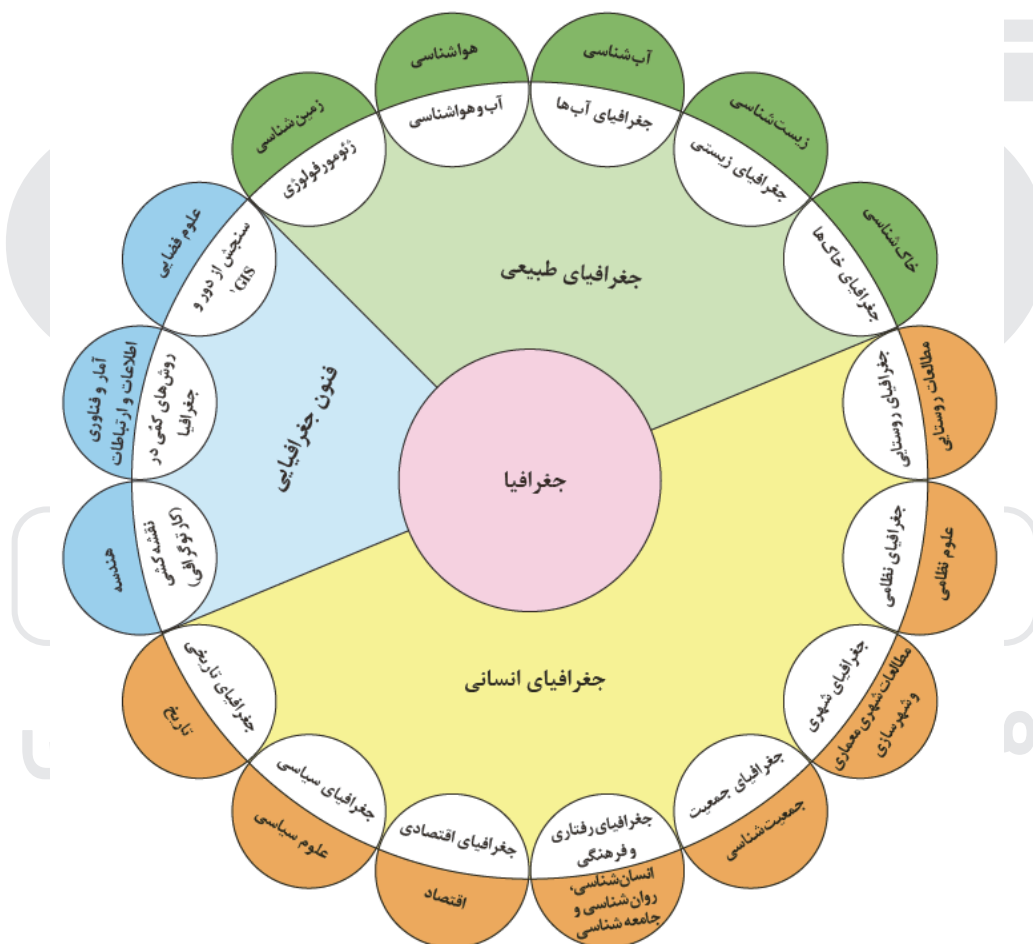 هواشناسی
آب‌وهواشناسی
آب‌شناسی
جغرافیای آب‌ها
زیست‌شناسی
جغرافیای زیستی
خاک‌شناسی
جغرافیای خاک‌ها
زمین‌شناسی
ژئومورفولوژی
جغرافیای طبیعی
علوم فضایی
سنجش از دور و
GIS۱
آمار و فناوری
اطلاعات و ارتباطات
روش‌های کمّی در
جغرافیا
هندسه
نقشه‌کشی
(کارتوگرافی)
فنون جغرافیایی
جغرافیا
مطالعات روستایی
جغرافیای روستایی
علوم نظامی
جغرافیای نظامی
مطالعات شهری معماری
و شهرسازی
جغرافیای شهری
جمعیت‌شناسی
جغرافیای جمعیت
جغرافیای رفتاری
و فرهنگی
انسان‌شناسی،
روان‌شناسی و
جامعه شناسی
جغرافیای اقتصادی
اقتصاد
جغرافیای سیاسی
علوم سیاسی
جغرافیای تاریخی
تاریخ
جغرافیای انسانی